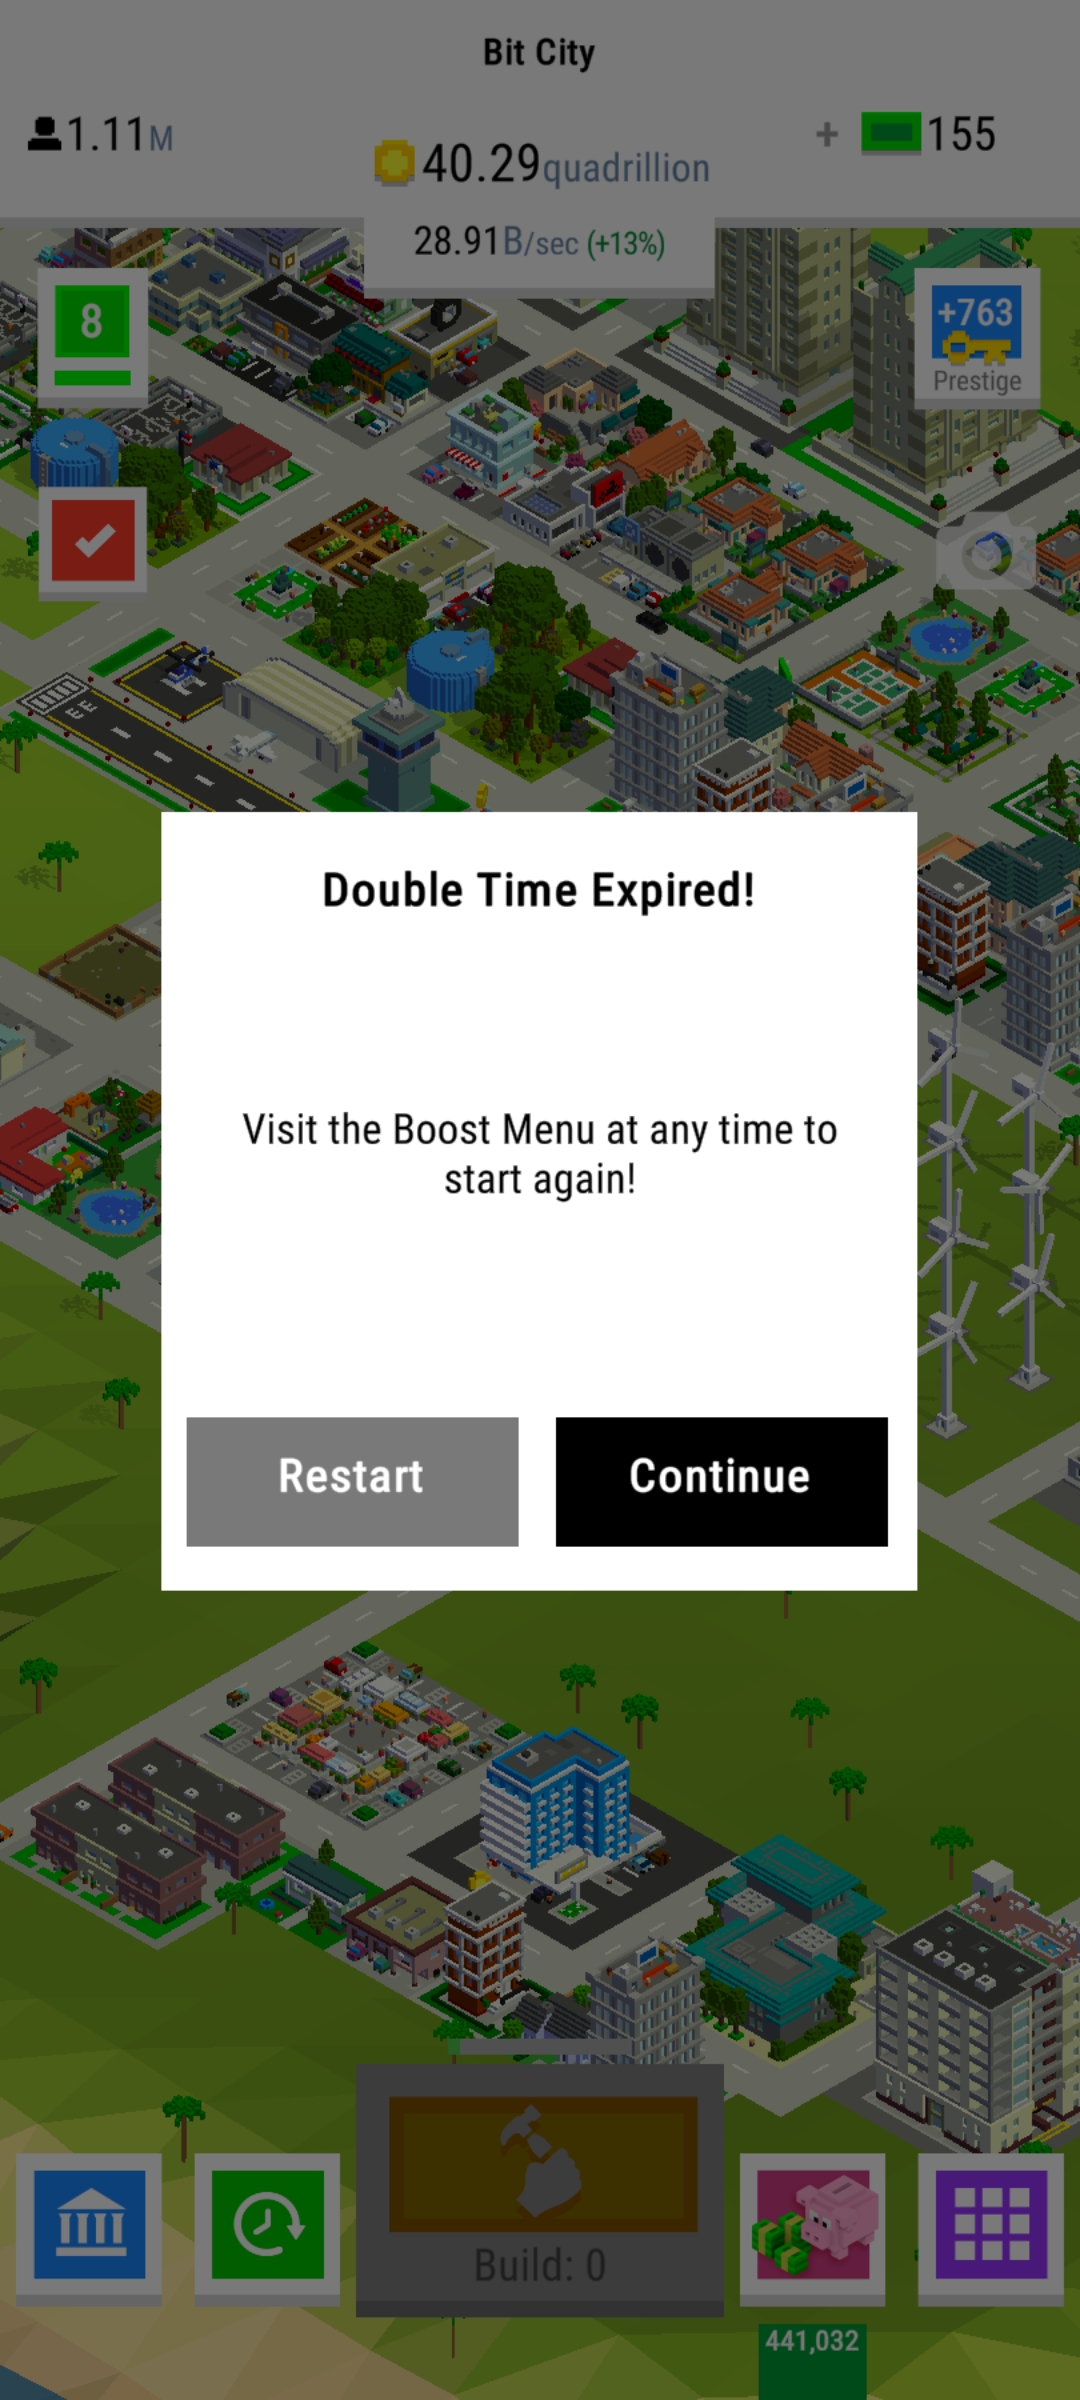 Bit City
1.11M
40.29quadrillion
+ 155
28.91B/sec (+13%)
8
+763
Prestige
Double Time Expired!
Visit the Boost Menu at any time to
start again!
Restart
Continue
Build: 0
441,032